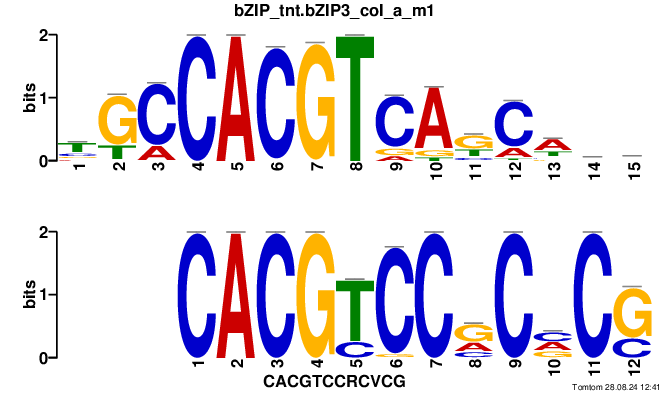 bZIP_tnt.bZIP3_col_a_m1
2
bits
1
0
T G C C A C G T C A G C A
T A G G T A T
A T
1 2 3 4 5 6 7 8 9 10 11 12 13 14 15
2
bits
1
0
C A C G T C C G C C C G
C G A A C
C G
1 2 3 4 5 6 7 8 9 10 11 12
CACGTCCRCVCG
Tomtom 28.08.24 12:41